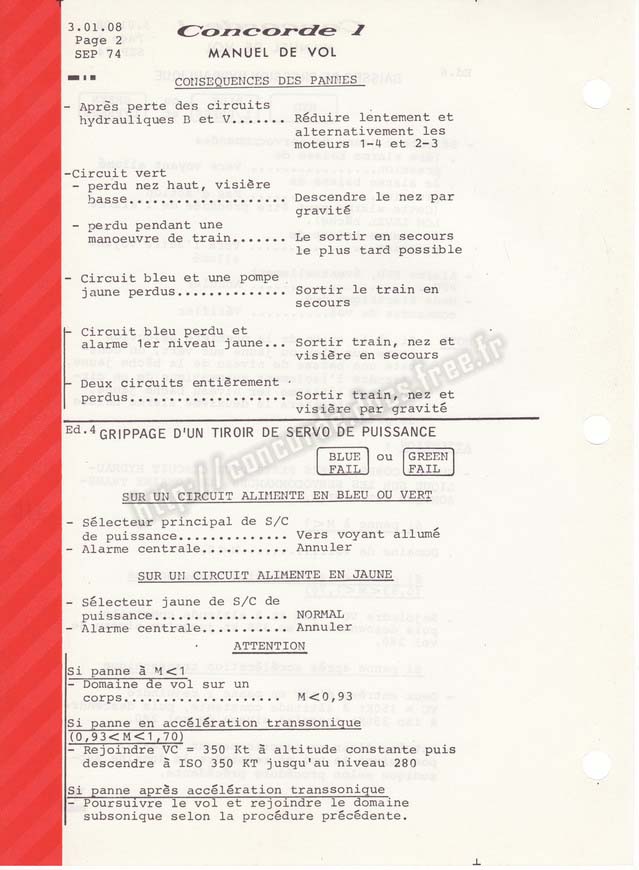 3.01.08
Page 2
SEP 74
Concorde 1
MANUEL DE VOL
CONSEQUENCES DES PANNES
- Après perte des circuits
hydrauliques B et V....... Réduire lentement et
alternativement les
moteurs 1-4 et 2-3
-Circuit vert
- perdu nez haut, visière
basse.................... Descendre le nez par
gravité
- perdu pendant une
manoeuvre de train....... Le sortir en secours
le plus tard possible
- Circuit bleu et une pompe
jaune perdus.............. Sortir le train en
secours
- Circuit bleu perdu et
alarme 1er niveau jaune... Sortir train, nez et
visière en secours
- Deux circuits entièrement
perdus.................... Sortir train, nez et
visière par gravité
Ed.4 GRIPPAGE D'UN TIROIR DE SERVO DE PUISSANCE
BLUE FAIL ou GREEN FAIL
SUR UN CIRCUIT ALIMENTE EN BLEU OU VERT
- Sélecteur principal de S/C
de puissance.............. Vers voyant allumé
- Alarme centrale........... Annuler
SUR UN CIRCUIT ALIMENTE EN JAUNE
- Sélecteur jaune de S/C de
puissance................. NORMAL
- Alarme centrale........... Annuler
ATTENTION
Si panne à M<1
- Domaine de vol sur un
corps.................... M<0,93
Si panne en accélération transsonique
(0,93<M<1,70)
- Rejoindre VC = 350 Kt à altitude constante puis
descendre à ISO 350 KT jusqu'au niveau 280
Si panne après accélération transsonique
- Poursuivre le vol et rejoindre le domaine
subsonique selon la procédure précédente.